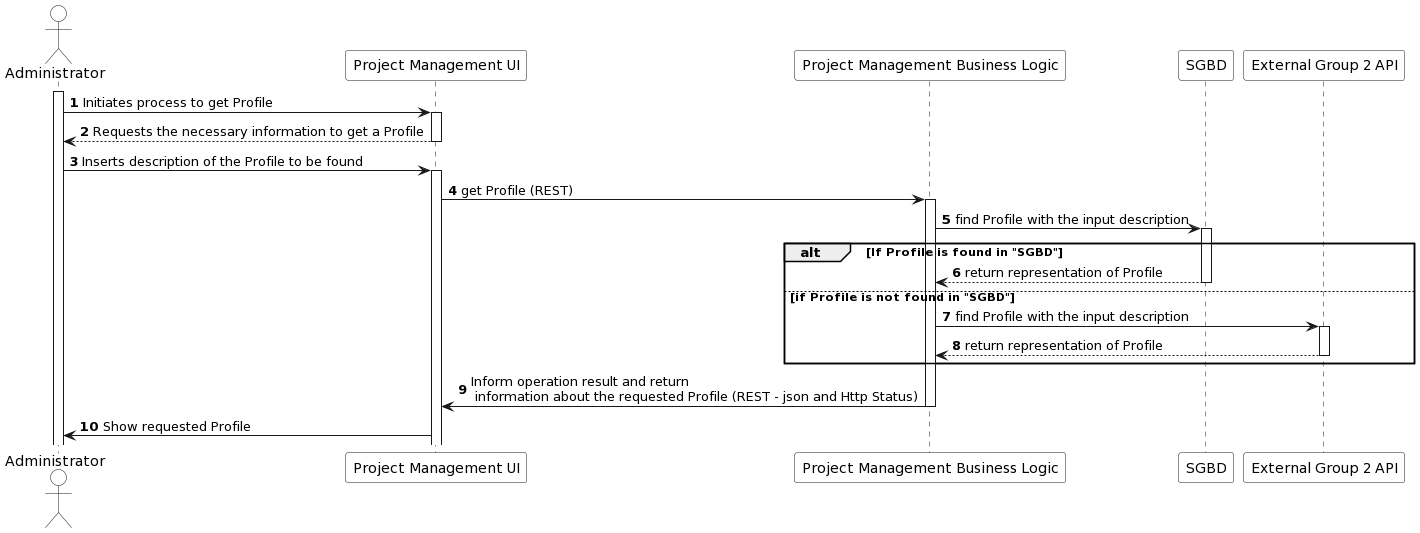 Administrator
Project Management UI
Project Management Business Logic
SGBD
External Group 2 API
1 Initiates process to get Profile
2 Requests the necessary information to get a Profile
3 Inserts description of the Profile to be found
4 get Profile (REST)
5 find Profile with the input description
alt [If Profile is found in "SGBD"]
6 return representation of Profile
[if Profile is not found in "SGBD"]
7 find Profile with the input description
8 return representation of Profile
9 Inform operation result and return
information about the requested Profile (REST - json and Http Status)
10 Show requested Profile
Administrator
Project Management UI
Project Management Business Logic
SGBD
External Group 2 API